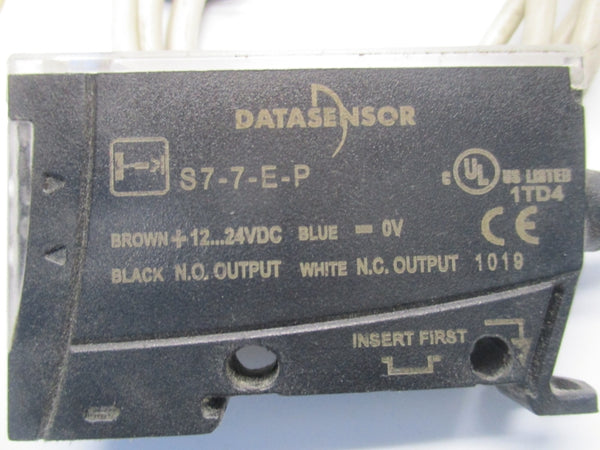 DATASENSOR
S7-7-E-P
C UL US LISTED
1TD4
BROWN + 12...24VDC BLUE = 0V
CE
BLACK N.O. OUTPUT WHITE N.C. OUTPUT 1019
INSERT FIRST